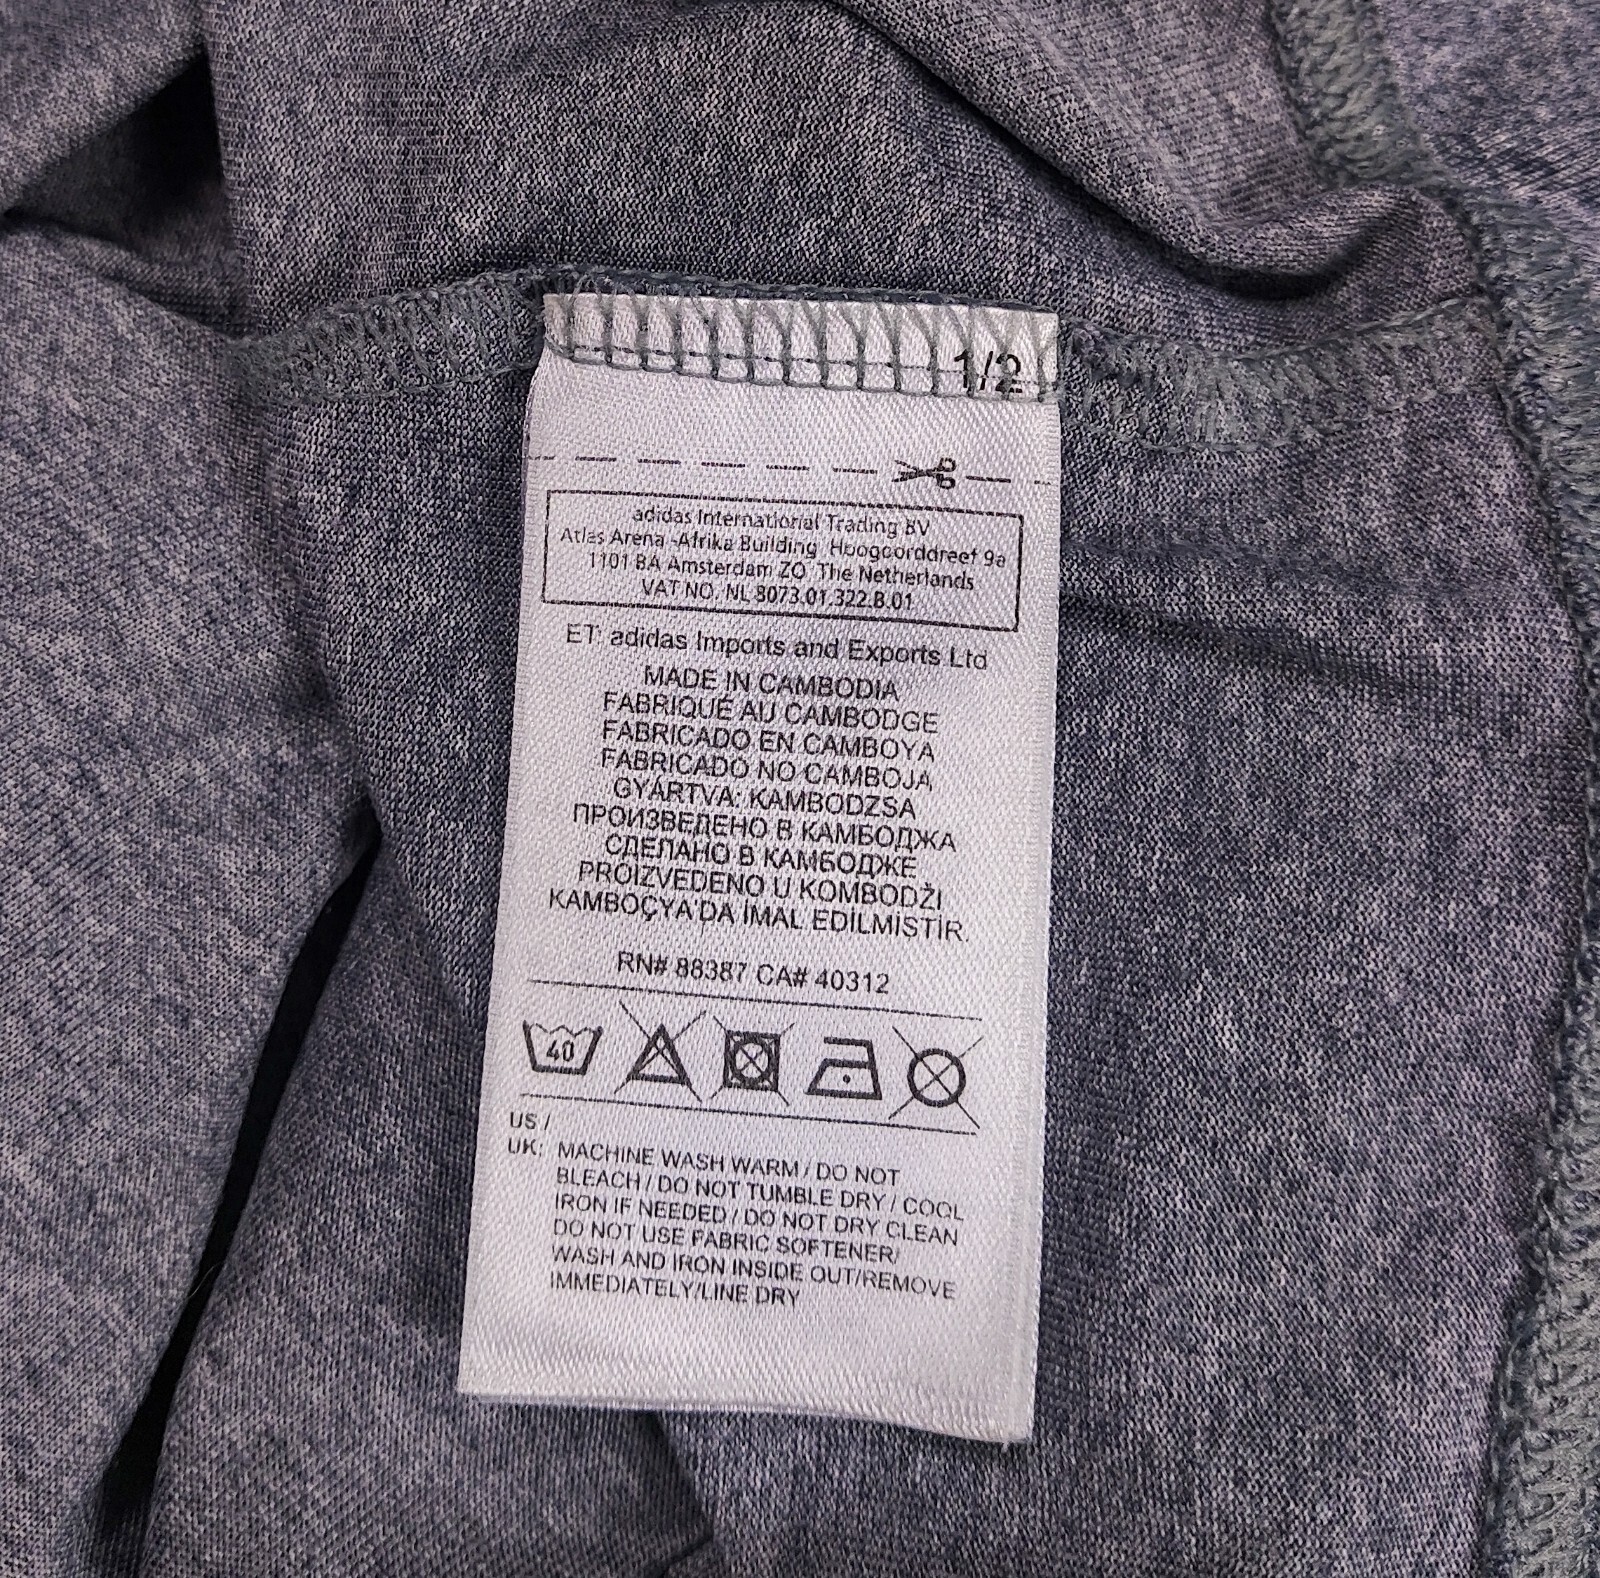 1/2
adidas International Trading BV
Atlas Arena -Afrika Building Hoogoorddreef 9a
1101 BA Amsterdam ZO The Netherlands
VAT NO. NL 8073.01.322.B.01
ET: adidas Imports and Exports Ltd
MADE IN CAMBODIA
FABRIQUÉ AU CAMBODGE
FABRICADO EN CAMBOYA
FABRICADO NO CAMBOJA
GYÁRTVA: KAMBODZSA
ПРОИЗВЕДЕНО В КАМБОДЖА
СДЕЛАНО В КАМБОДЖЕ
PROIZVEDENO U KOMBODŽI
KAMBOÇYA'DA İMAL EDİLMİSTİR.
RN# 88387 CA# 40312
40
US /
UK: MACHINE WASH WARM / DO NOT
BLEACH / DO NOT TUMBLE DRY / COOL
IRON IF NEEDED / DO NOT DRY CLEAN
DO NOT USE FABRIC SOFTENER/
WASH AND IRON INSIDE OUT/REMOVE
IMMEDIATELY/LINE DRY